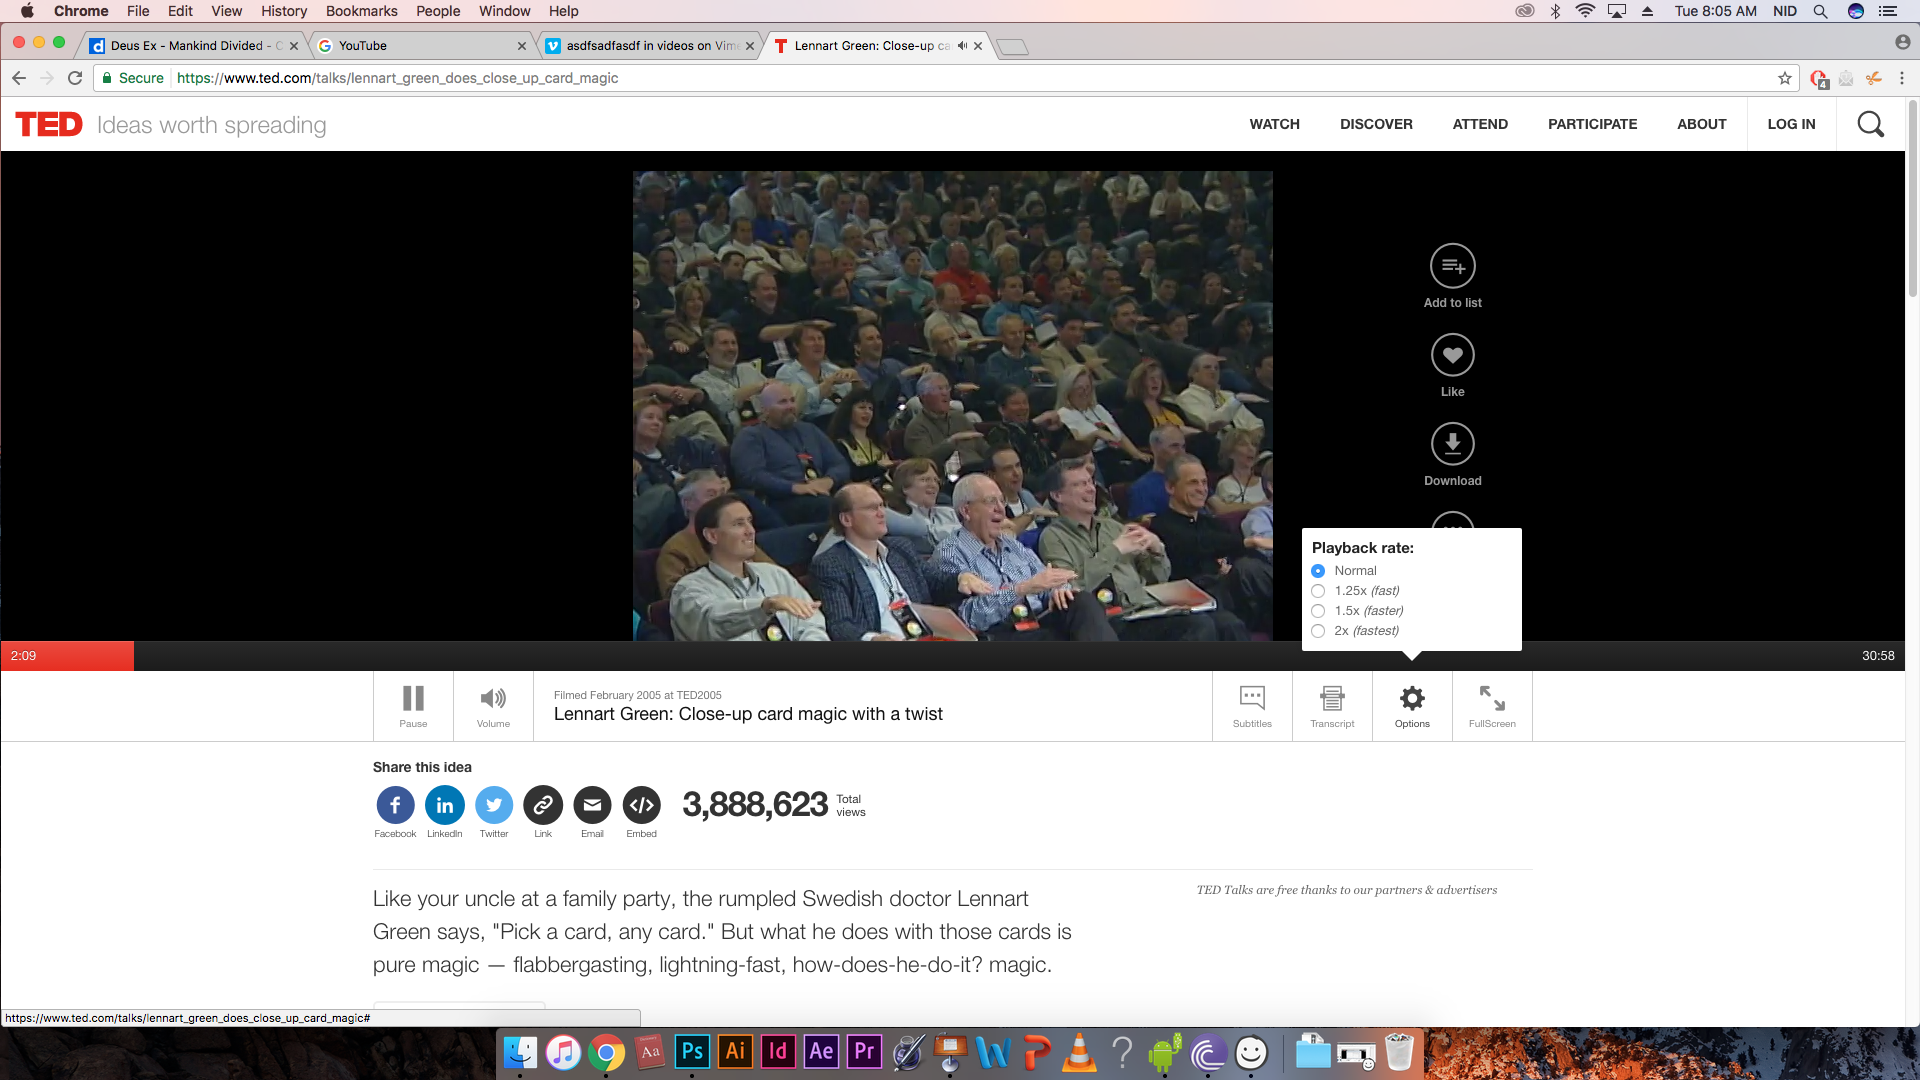 Chrome File Edit View History Bookmarks People Window Help
Tue 8:05 AM NID
Deus Ex - Mankind Divided - C
YouTube
asdfsadfasdf in videos on Vime
Lennart Green: Close-up ca
Secure https://www.ted.com/talks/lennart_green_does_close_up_card_magic
4
TED Ideas worth spreading
WATCH DISCOVER ATTEND PARTICIPATE ABOUT LOG IN
Add to list
Like
Download
Playback rate:
Normal
1.25x (fast)
1.5x (faster)
2x (fastest)
2:09
30:58
Pause
Volume
Filmed February 2005 at TED2005
Lennart Green: Close-up card magic with a twist
Subtitles
Transcript
Options
FullScreen
Share this idea
Facebook LinkedIn Twitter Link Email Embed
3,888,623 Total views
Like your uncle at a family party, the rumpled Swedish doctor Lennart
Green says, "Pick a card, any card." But what he does with those cards is
pure magic — flabbergasting, lightning-fast, how-does-he-do-it? magic.
TED Talks are free thanks to our partners & advertisers
https://www.ted.com/talks/lennart_green_does_close_up_card_magic#
Aa Ps Ai Id Ae Pr W P ?